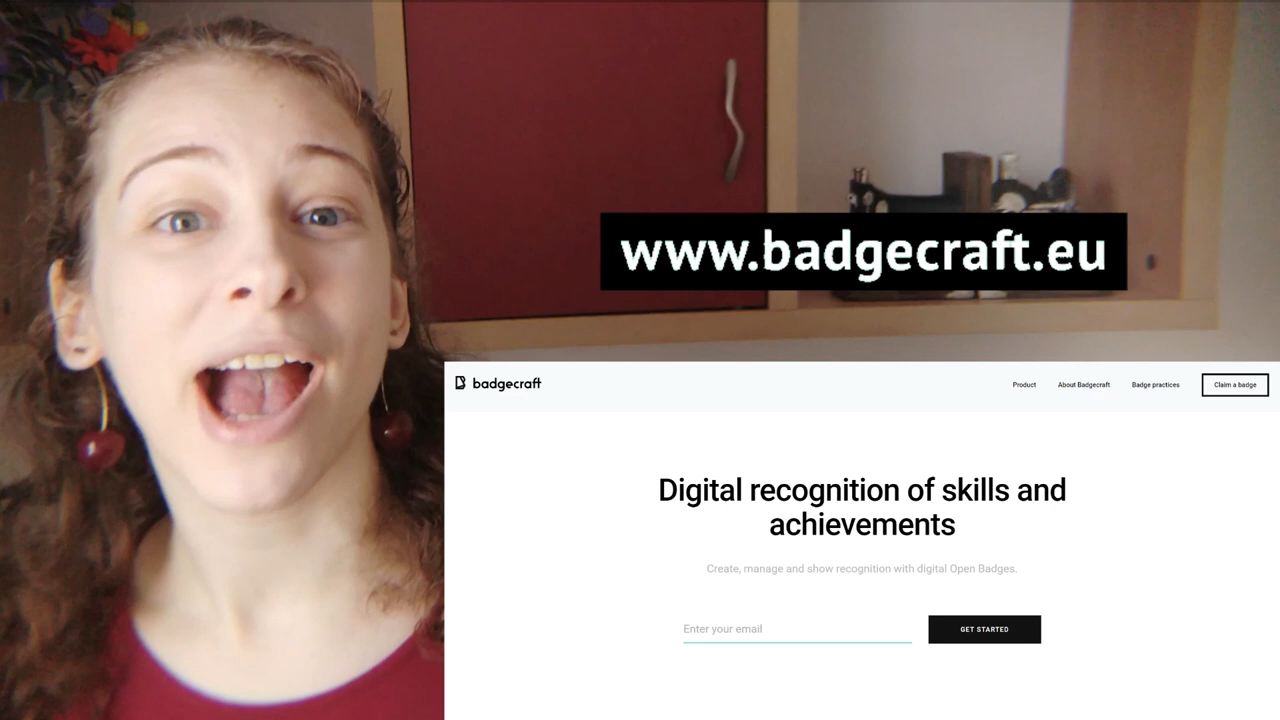 www.badgecraft.eu
badgecraft
Product
About Badgecraft
Badge practices
Claim a badge
Digital recognition of skills and
achievements
Create, manage and show recognition with digital Open Badges.
Enter your email
GET STARTED